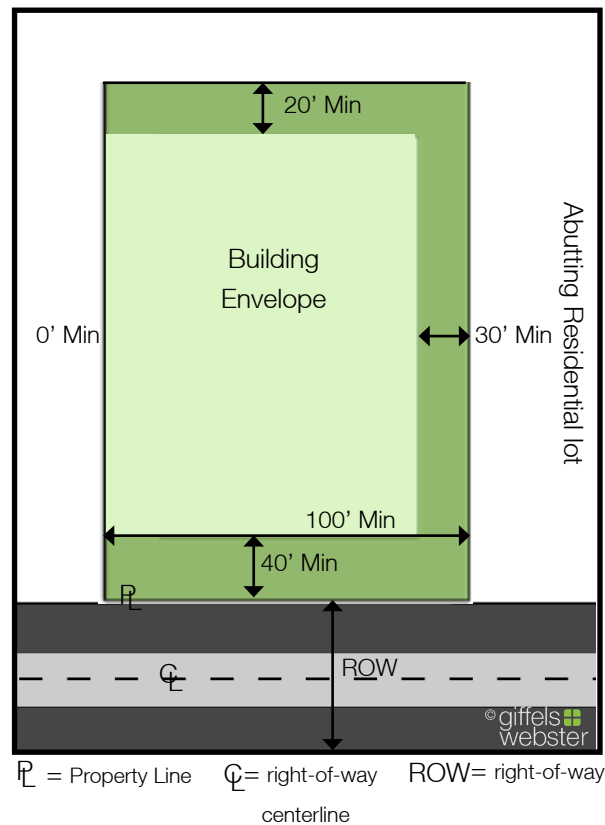 20’ Min
Building
Envelope
0’ Min
30’ Min
Abutting Residential lot
100’ Min
40’ Min
PL
CL
ROW
© giffels
webster
PL = Property Line CL= right-of-way ROW= right-of-way
centerline